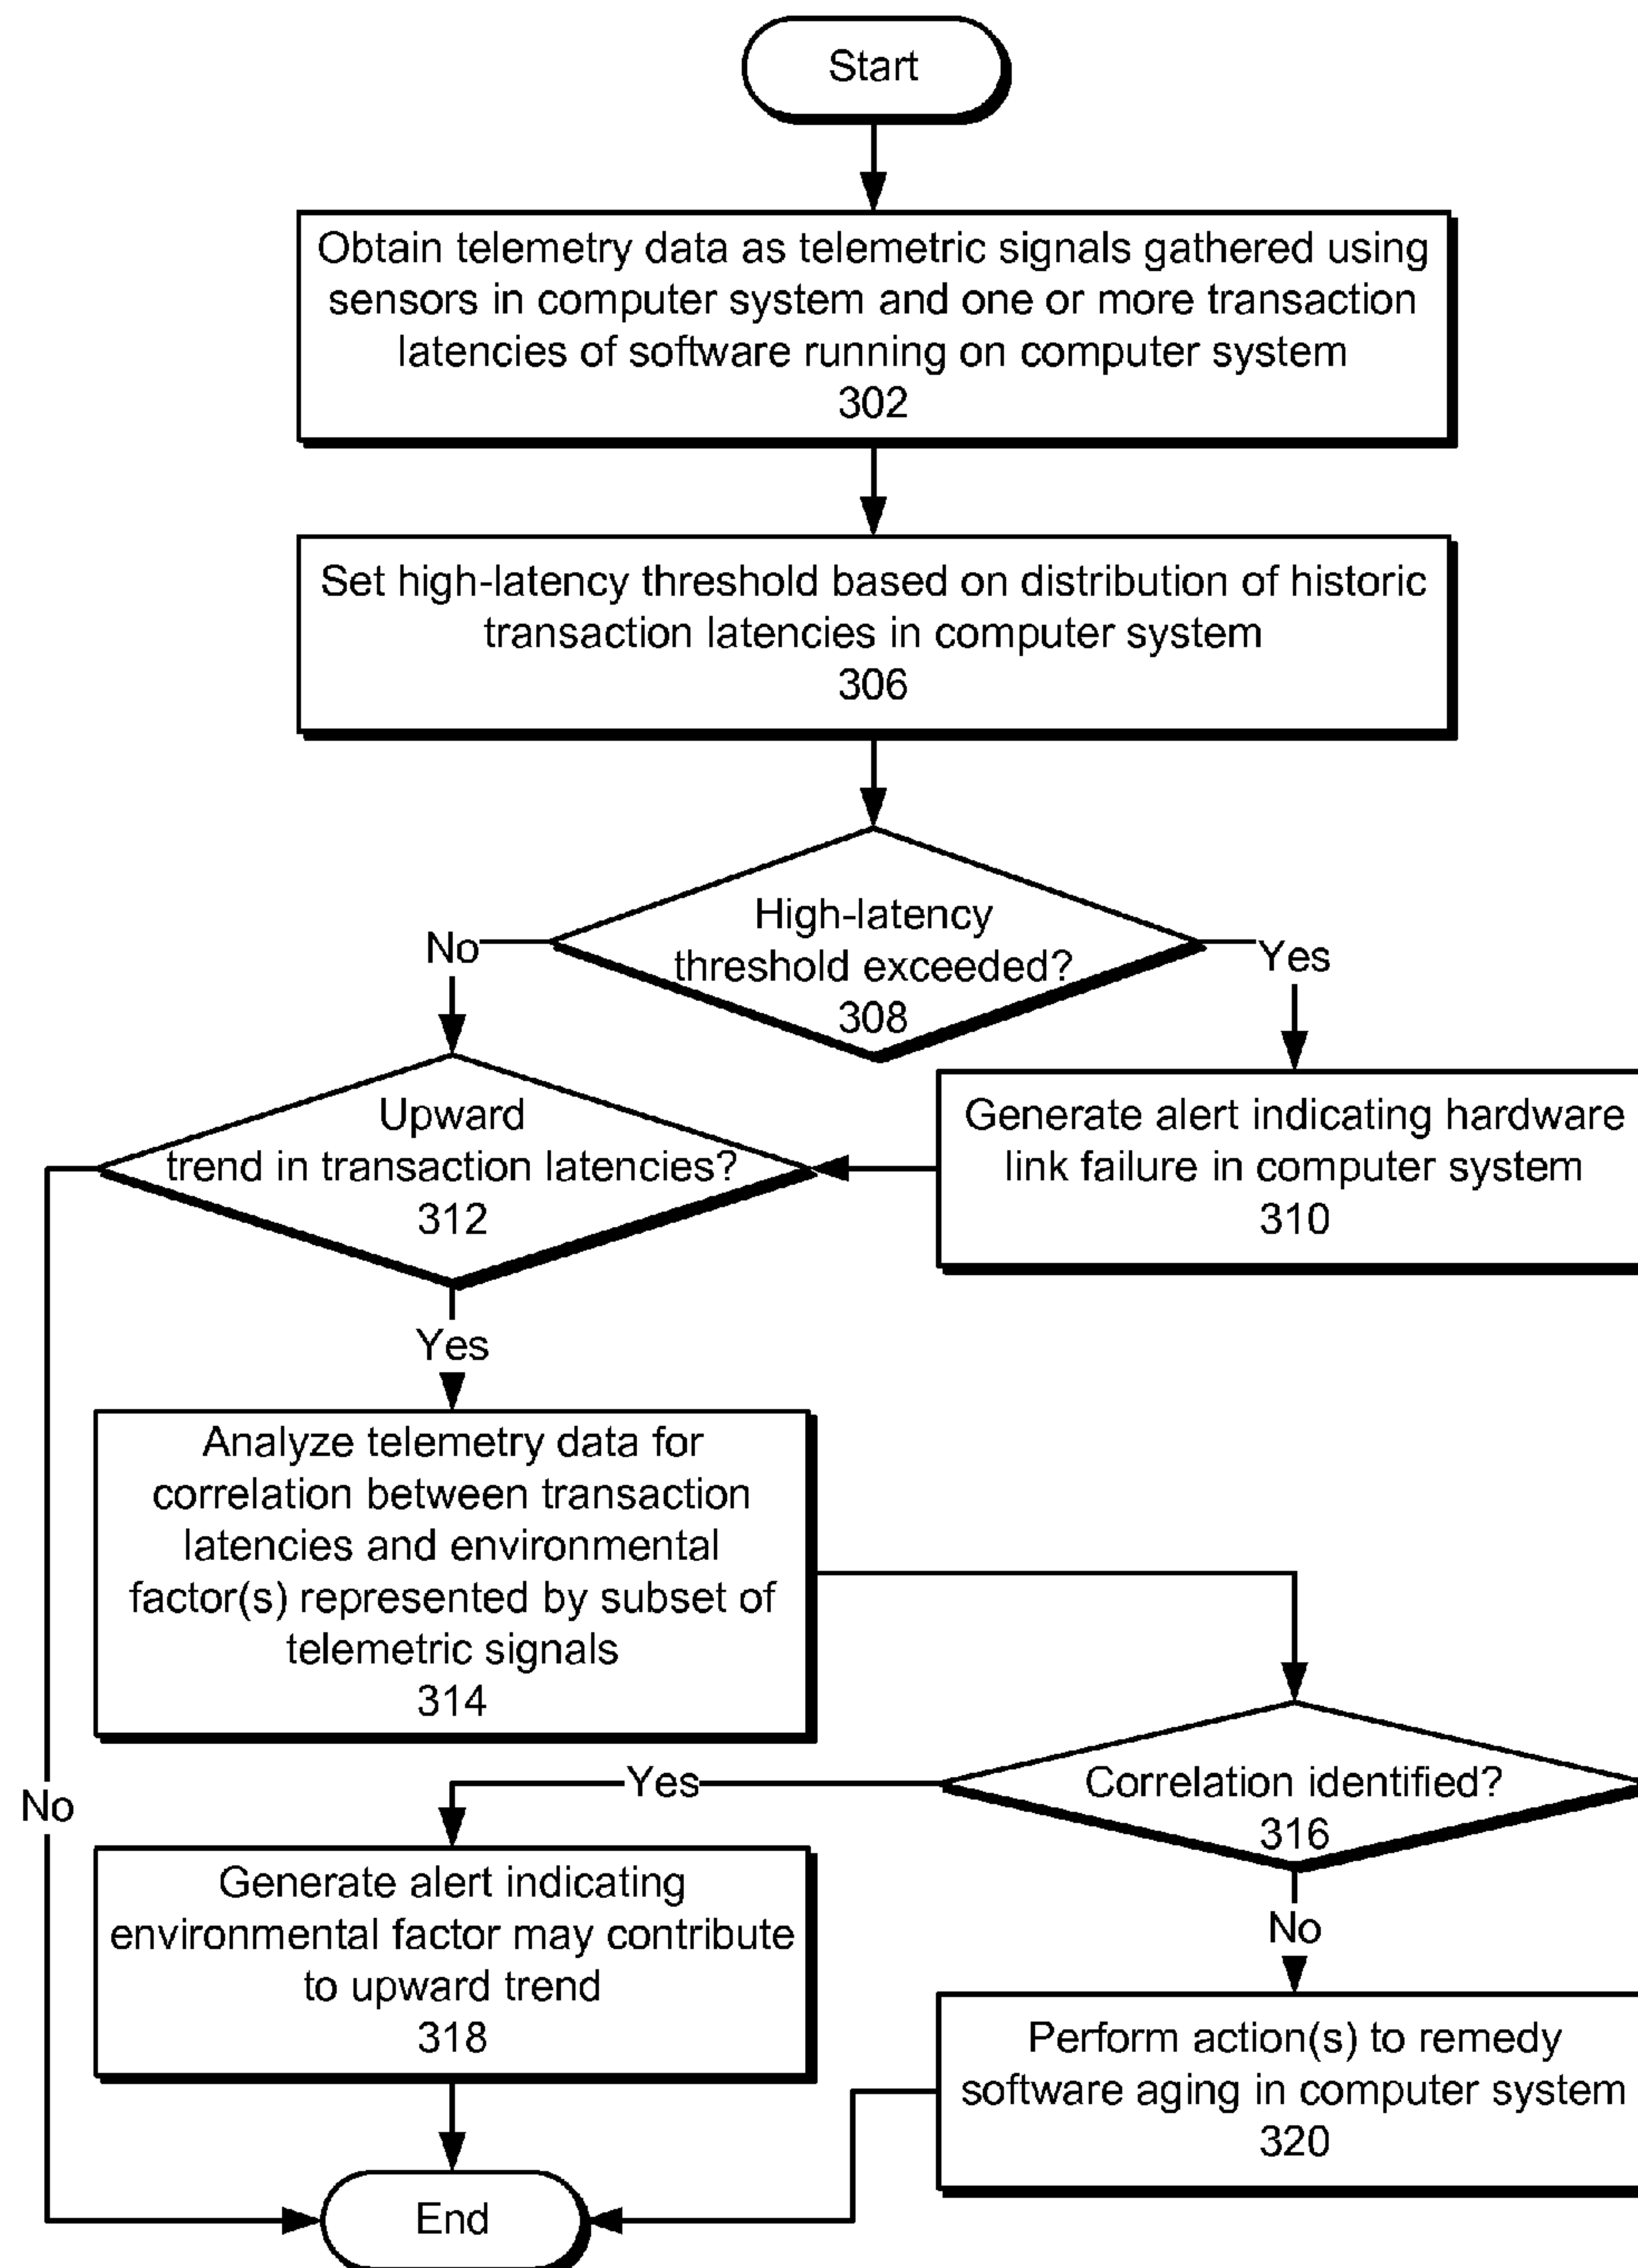 Start
Obtain telemetry data as telemetric signals gathered using
sensors in computer system and one or more transaction
latencies of software running on computer system
302
Set high-latency threshold based on distribution of historic
transaction latencies in computer system
306
High-latency
threshold exceeded?
308
No
Yes
Upward
trend in transaction latencies?
312
Generate alert indicating hardware
link failure in computer system
310
Yes
Analyze telemetry data for
correlation between transaction
latencies and environmental
factor(s) represented by subset of
telemetric signals
314
No
Yes
Correlation identified?
316
Generate alert indicating
environmental factor may contribute
to upward trend
318
No
Perform action(s) to remedy
software aging in computer system
320
End